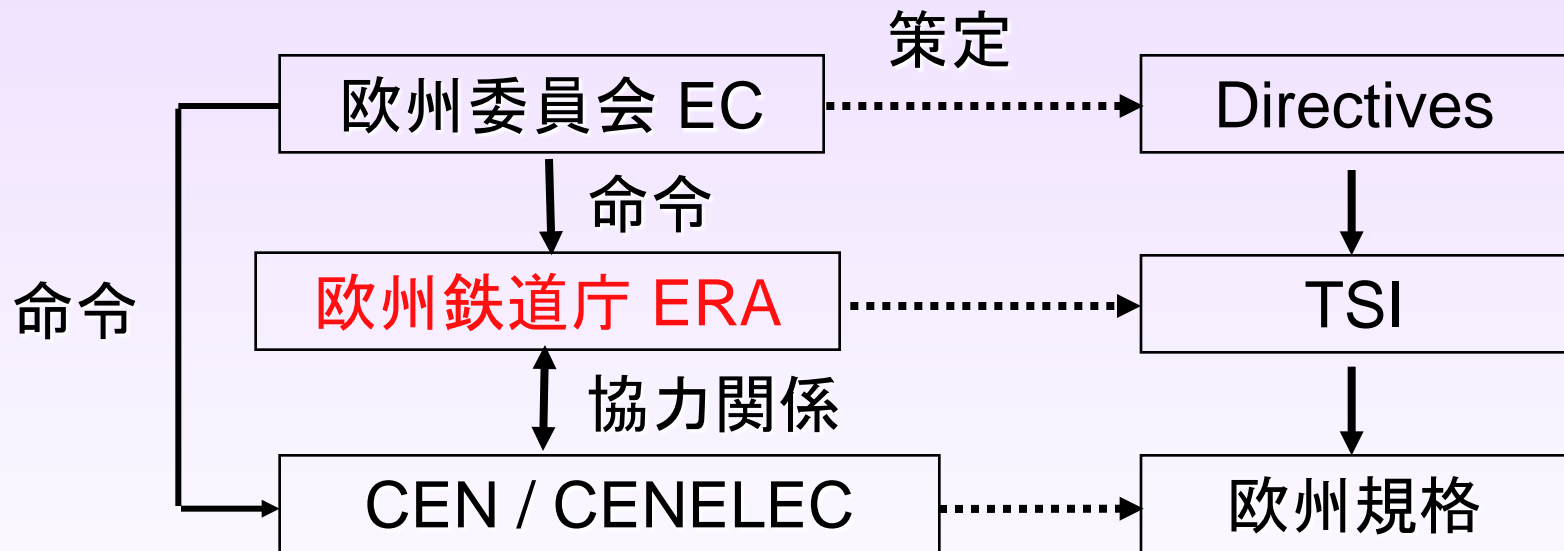 策定
欧州委員会 EC
Directives
命令
欧州鉄道庁 ERA
TSI
命令
協力関係
CEN / CENELEC
欧州規格